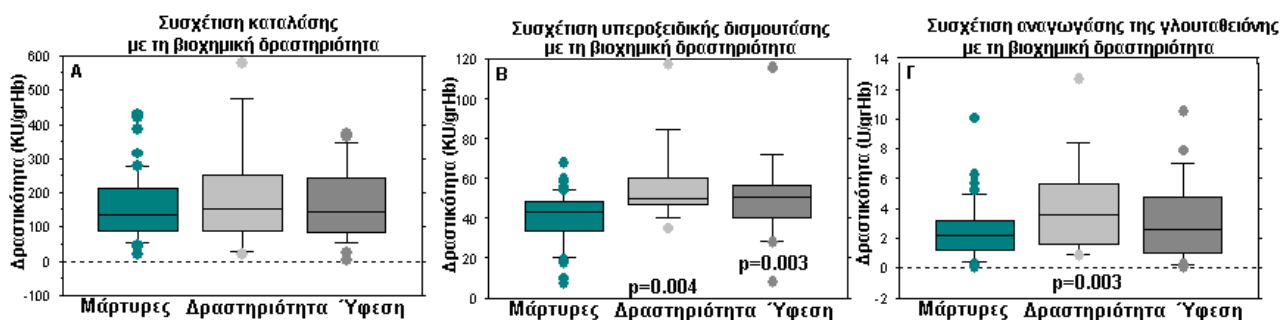 Συσχέτιση καταλάσης
με τη βιοχημική δραστηριότητα
Δραστικότητα (KU/grHb)
600
500
400
300
200
100
0
-100
A
Μάρτυρες Δραστηριότητα Ύφεση
Συσχέτιση υπεροξειδικής δισμουτάσης
με τη βιοχημική δραστηριότητα
Δραστικότητα (KU/grHb)
120
100
80
60
40
20
0
B
p=0.004
p=0.003
Μάρτυρες Δραστηριότητα Ύφεση
Συσχέτιση αναγωγάσης της γλουταθειόνης
με τη βιοχημική δραστηριότητα
Δραστικότητα (U/grHb)
14
12
10
8
6
4
2
0
-2
Γ
p=0.003
Μάρτυρες Δραστηριότητα Ύφεση